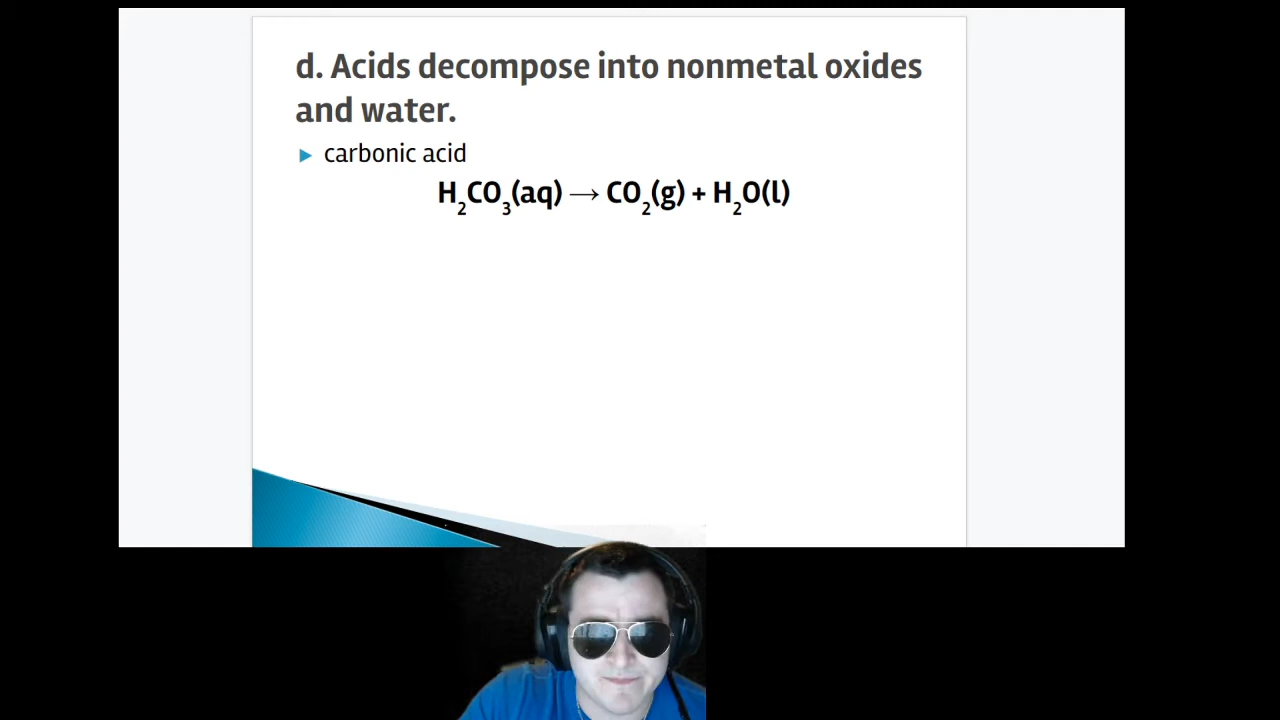 d. Acids decompose into nonmetal oxides
and water.
carbonic acid
H₂CO₃(aq) → CO₂(g) + H₂O(l)